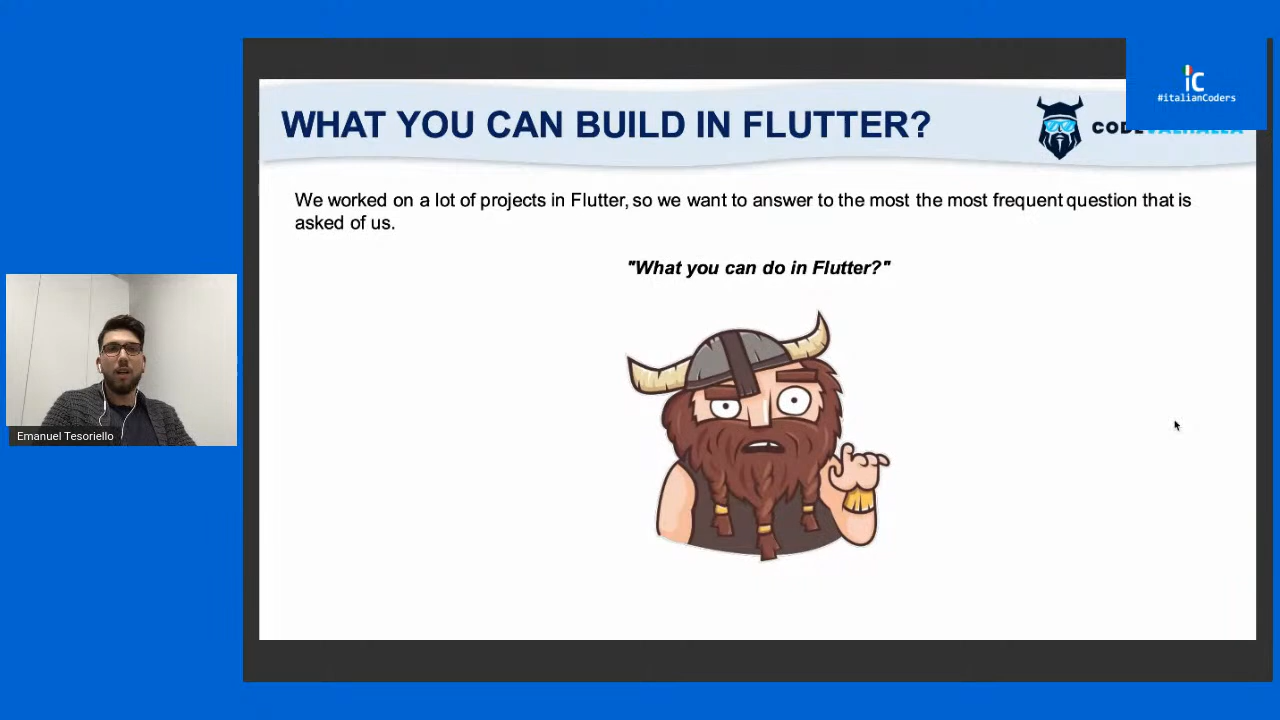 iC
#italianCoders
WHAT YOU CAN BUILD IN FLUTTER?
We worked on a lot of projects in Flutter, so we want to answer to the most the most frequent question that is
asked of us.
"What you can do in Flutter?"
Emanuel Tesoriello